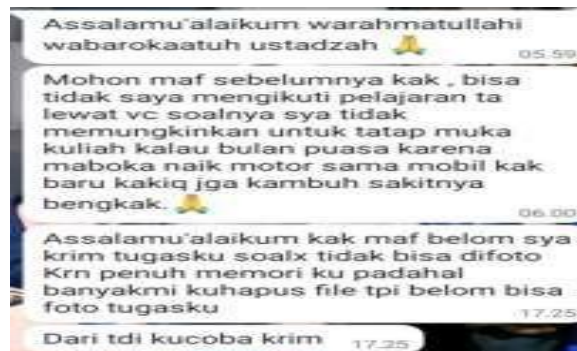 Assalamu'alaikum warahmatullahi
wabarokaatuh ustadzah 🙏 05.59
Mohon maf sebelumnya kak , bisa
tidak saya mengikuti pelajaran ta
lewat vc soalnya sya tidak
memungkinkan untuk tatap muka
kuliah kalau bulan puasa karena
maboka naik motor sama mobil kak
baru kakiq jga kambuh sakitnya
bengkak. 🙏 06.00
Assalamu'alaikum kak maf belom sya
krim tugasku soalx tidak bisa difoto
Krn penuh memori ku padahal
banyakmi kuhapus file tpi belom bisa
foto tugasku 17.25
Dari tdi kucoba krim 17.25